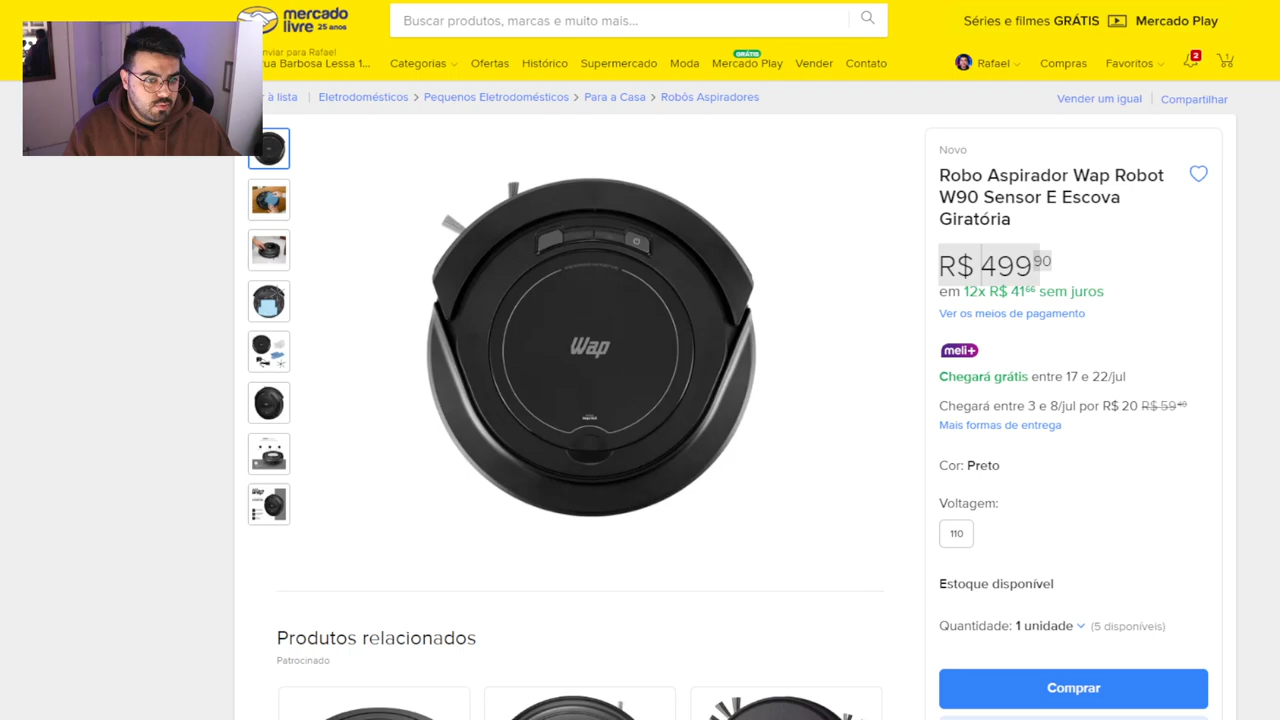 mercado
livre 25 anos
Buscar produtos, marcas e muito mais...
Séries e filmes GRÁTIS Mercado Play
nviar para Rafael
ua Barbosa Lessa 1...
GRÁTIS
Categorias Ofertas Histórico Supermercado Moda Mercado Play Vender Contato
Rafael Compras Favoritos 2 1
r à lista | Eletrodomésticos > Pequenos Eletrodomésticos > Para a Casa > Robôs Aspiradores
Vender um igual | Compartilhar
Novo
Robo Aspirador Wap Robot
W90 Sensor E Escova
Giratória
R$ 499 90
em 12x R$ 41 66 sem juros
Ver os meios de pagamento
meli+
Chegará grátis entre 17 e 22/jul
Chegará entre 3 e 8/jul por R$ 20 R$ 59 40
Mais formas de entrega
Cor: Preto
Voltagem:
110
Estoque disponível
Quantidade: 1 unidade (5 disponíveis)
Comprar
Wap
Wap
Produtos relacionados
Patrocinado